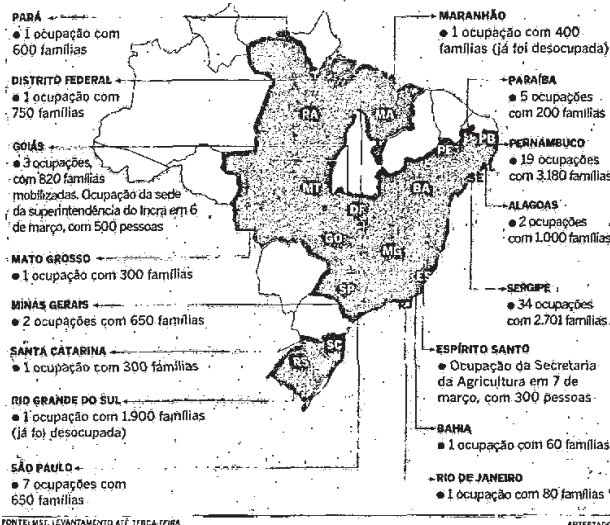 PARÁ
• 1 ocupação com
600 famílias
DISTRITO FEDERAL
• 1 ocupação com
750 famílias
GOIÁS
• 3 ocupações,
com 820 famílias
mobilizadas. Ocupação da sede
da superintendência do Incra em 6
de março, com 500 pessoas
MATO GROSSO
• 1 ocupação com 300 famílias
MINAS GERAIS
• 2 ocupações com 650 famílias
SANTA CATARINA
• 1 ocupação com 300 famílias
RIO GRANDE DO SUL
• 1 ocupação com 1.900 famílias
(já foi desocupada)
SÃO PAULO
• 7 ocupações com
650 famílias
PA
MA
PB
PE
SE
MT
BA
DF
GO
MG
ES
SP
SC
RS
MARANHÃO
• 1 ocupação com 400
famílias (já foi desocupada)
PARAÍBA
• 5 ocupações
com 200 famílias
PERNAMBUCO
• 19 ocupações
com 3.180 famílias
ALAGOAS
• 2 ocupações
com 1.000 famílias
SERGIPE
• 34 ocupações
com 2.701 famílias
ESPÍRITO SANTO
• Ocupação da Secretaria
da Agricultura em 7 de
março, com 300 pessoas
BAHIA
• 1 ocupação com 60 famílias
RIO DE JANEIRO
• 1 ocupação com 80 famílias
FONTE: MST. LEVANTAMENTO ATÉ TERÇA-FEIRA